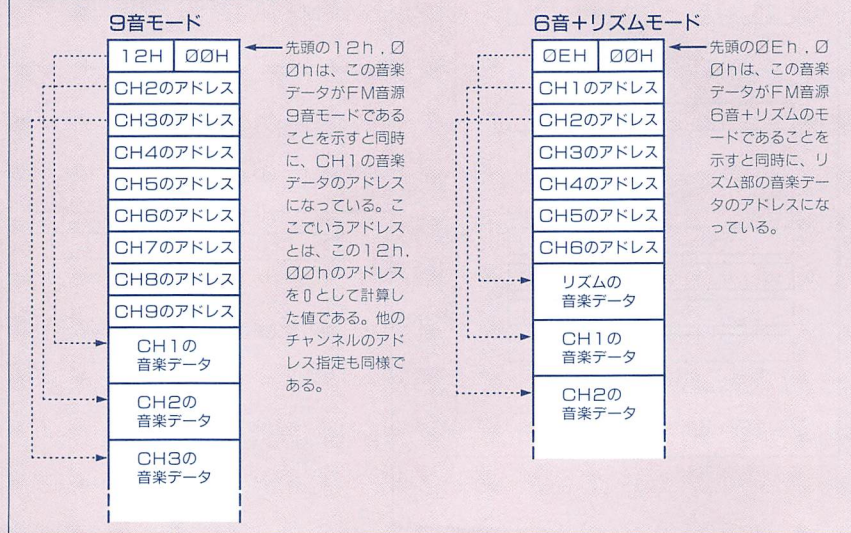 9音モード
12H ØØH
CH2のアドレス
CH3のアドレス
CH4のアドレス
CH5のアドレス
CH6のアドレス
CH7のアドレス
CH8のアドレス
CH9のアドレス
CH1の
音楽データ
CH2の
音楽データ
CH3の
音楽データ
先頭の12h,Ø
Øhは、この音楽
データがFM音源
9音モードである
ことを示すと同時
に、CH1の音楽
データのアドレス
になっている。こ
こでいうアドレス
とは、この12h,
ØØhのアドレス
を0として計算し
た値である。他の
チャンネルのアド
レス指定も同様で
ある。
6音+リズムモード
ØEH ØØH
CH1のアドレス
CH2のアドレス
CH3のアドレス
CH4のアドレス
CH5のアドレス
CH6のアドレス
リズムの
音楽データ
CH1の
音楽データ
CH2の
音楽データ
先頭のØEh,Ø
Øhは、この音楽
データがFM音源
6音+リズムのモ
ードであることを
示すと同時に、リ
ズム部の音楽デー
タのアドレスにな
っている。